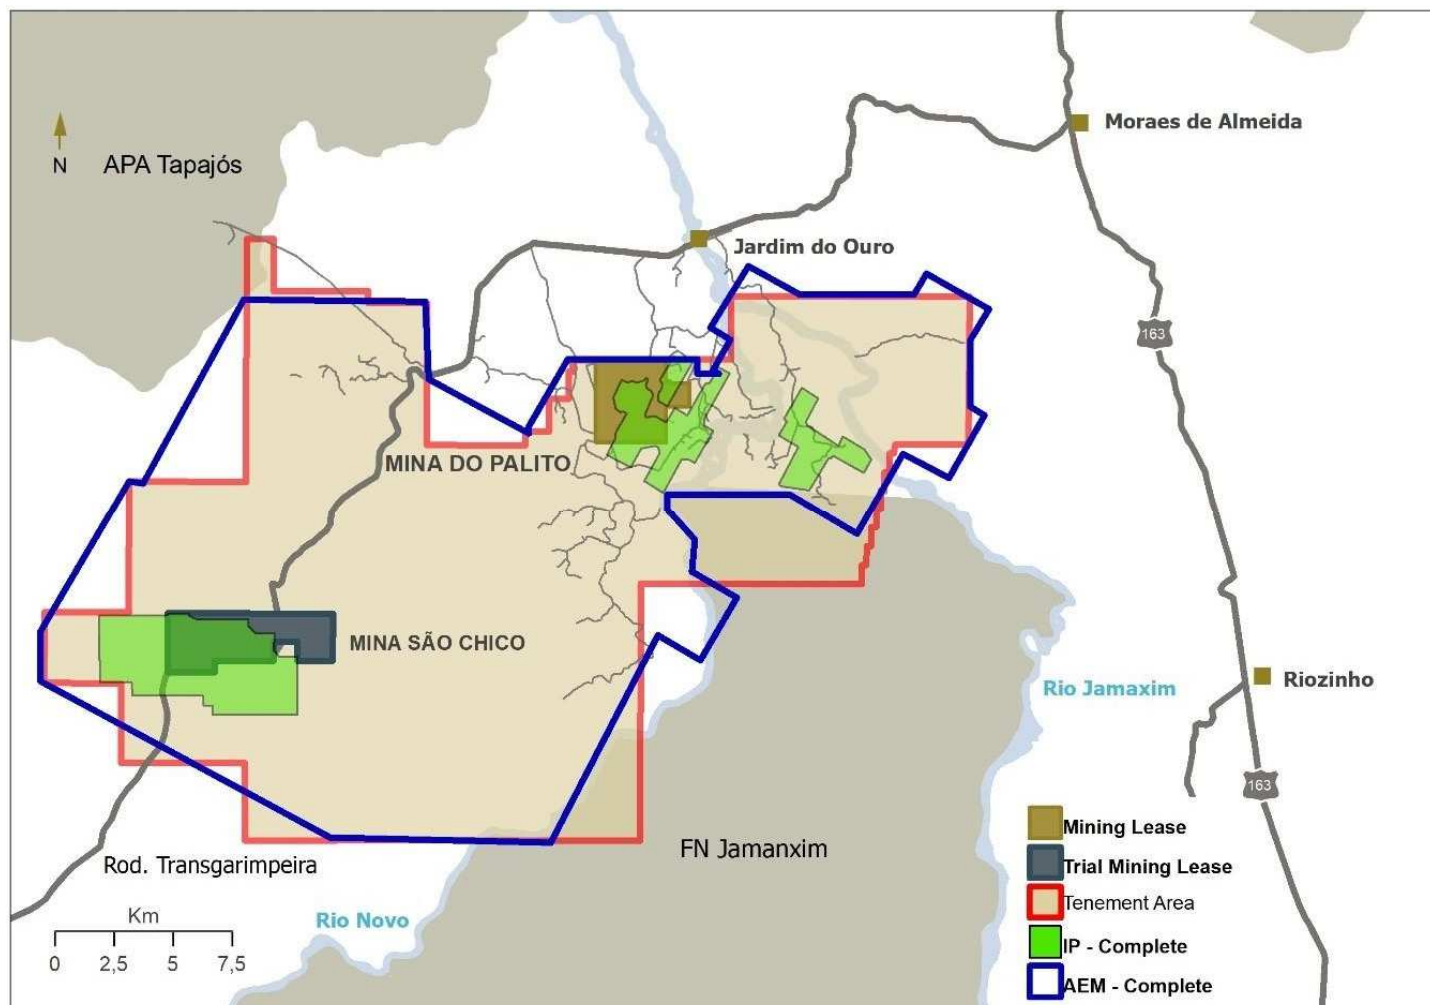 Moraes de Almeida
N
APA Tapajós
Jardim do Ouro
163
MINA DO PALITO
MINA SÃO CHICO
Rio Jamaxim
Riozinho
163
FN Jamanxim
Rod. Transgarimpeira
Rio Novo
Km
0 2,5 5 7,5
Mining Lease
Trial Mining Lease
Tenement Area
IP - Complete
AEM - Complete